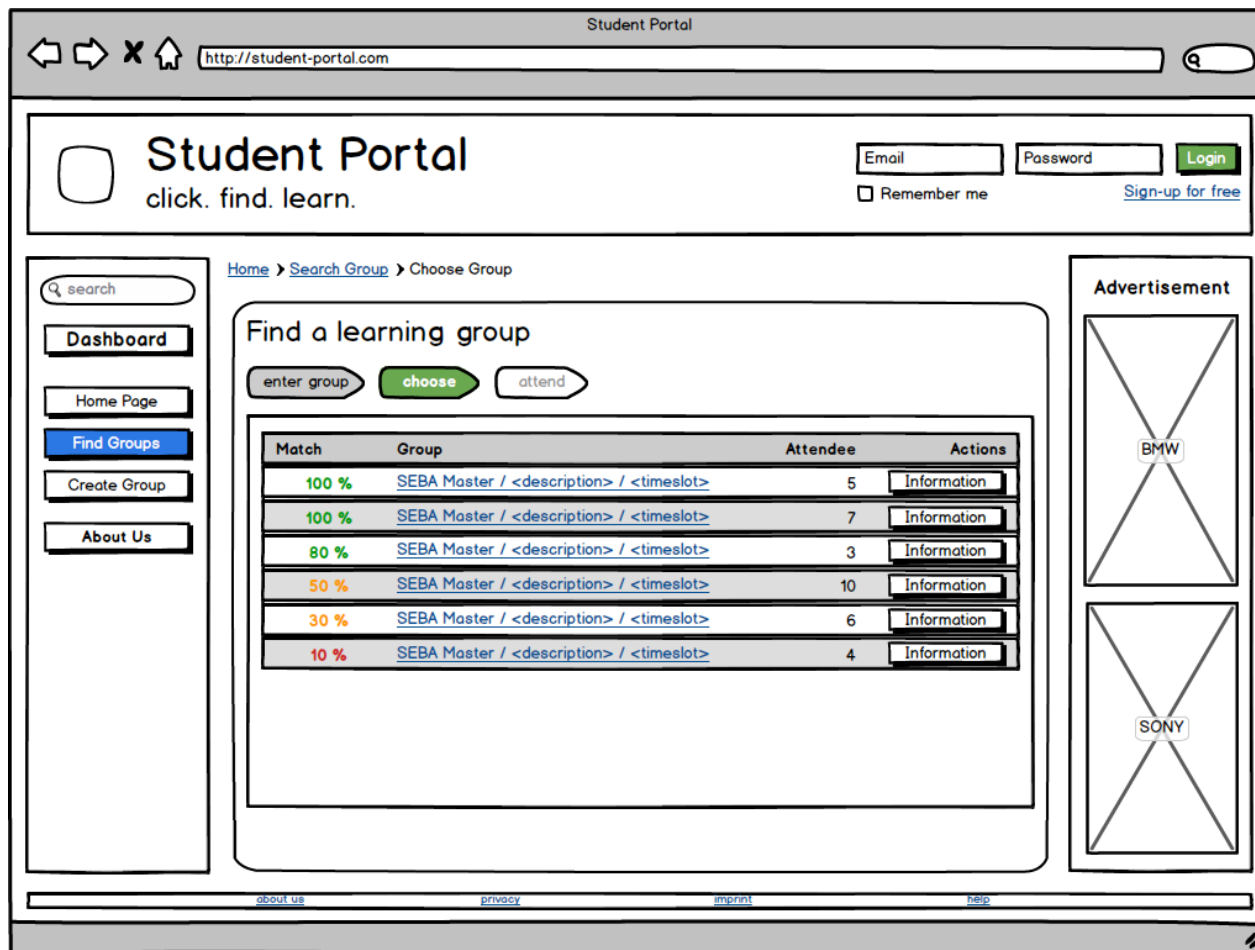 Student Portal
http://student-portal.com
Student Portal
click. find. learn.
Email
Password
Login
Remember me
Sign-up for free
search
Dashboard
Home Page
Find Groups
Create Group
About Us
Home > Search Group > Choose Group
Find a learning group
enter group
choose
attend
Match Group Attendee Actions
100 % SEBA Master / <description> / <timeslot> 5 Information
100 % SEBA Master / <description> / <timeslot> 7 Information
80 % SEBA Master / <description> / <timeslot> 3 Information
50 % SEBA Master / <description> / <timeslot> 10 Information
30 % SEBA Master / <description> / <timeslot> 6 Information
10 % SEBA Master / <description> / <timeslot> 4 Information
Advertisement
BMW
SONY
about us privacy imprint help